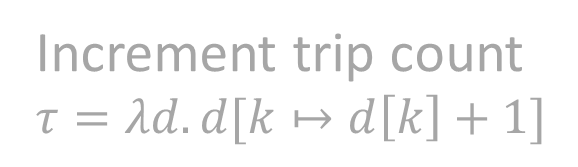 Increment trip count
𝜏 = 𝜆𝑑. 𝑑[𝑘 ↦ 𝑑[𝑘] + 1]